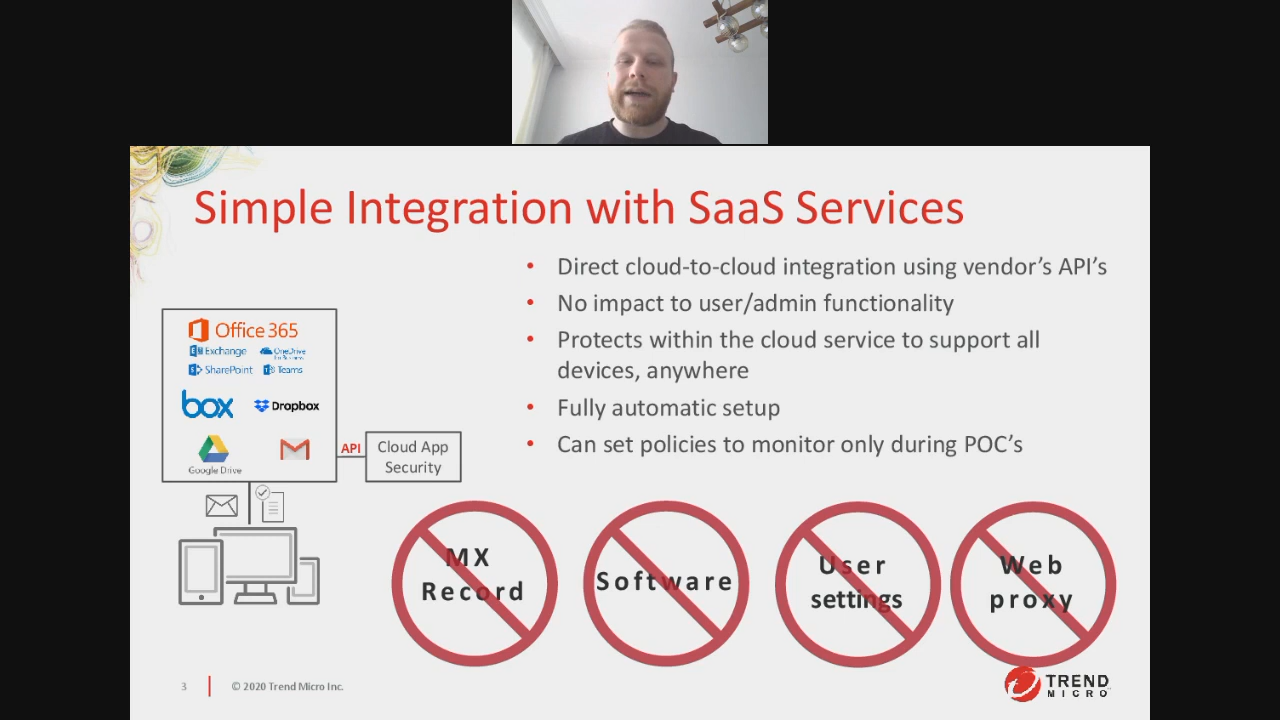 Simple Integration with SaaS Services
• Direct cloud-to-cloud integration using vendor’s API’s
• No impact to user/admin functionality
• Protects within the cloud service to support all
devices, anywhere
• Fully automatic setup
• Can set policies to monitor only during POC’s
Office 365
Exchange
OneDrive
for Business
SharePoint
Teams
box
Dropbox
Google Drive
API
Cloud App
Security
MX
Record
Software
User
settings
Web
proxy
3
© 2020 Trend Micro Inc.
TREND
MICRO